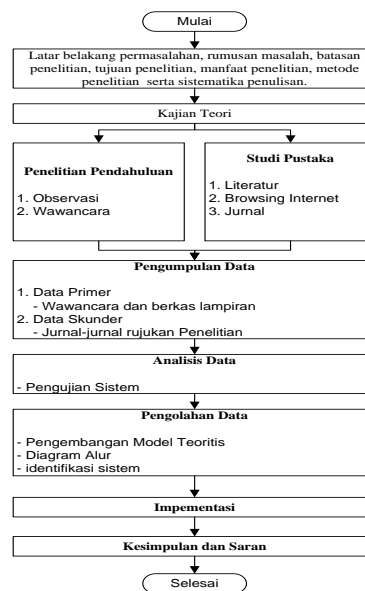 Mulai
Latar belakang permasalahan, rumusan masalah, batasan
penelitian, tujuan penelitian, manfaat penelitian, metode
penelitian serta sistematika penulisan.
Kajian Teori
Penelitian Pendahuluan
1. Observasi
2. Wawancara
Studi Pustaka
1. Literatur
2. Browsing Internet
3. Jurnal
Pengumpulan Data
1. Data Primer
- Wawancara dan berkas lampiran
2. Data Skunder
- Jurnal-jurnal rujukan Penelitian
Analisis Data
- Pengujian Sistem
Pengolahan Data
- Pengembangan Model Teoritis
- Diagram Alur
- identifikasi sistem
Impementasi
Kesimpulan dan Saran
Selesai